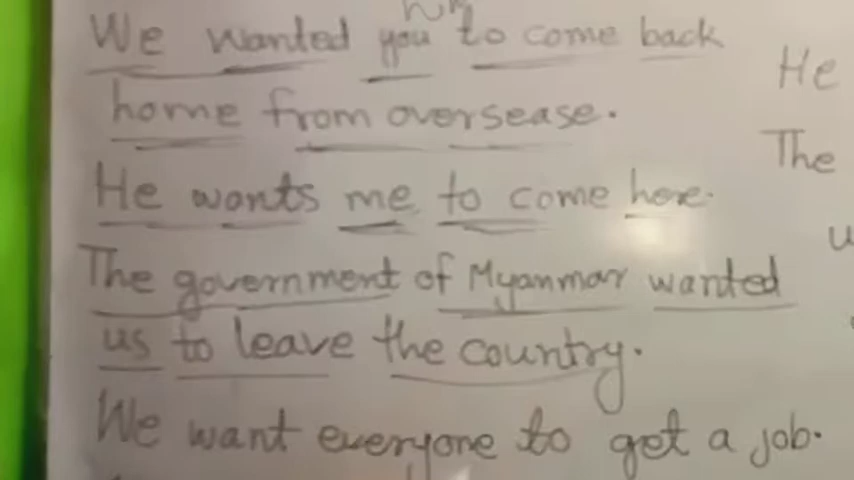 We wanted you to come back
home from oversease.
He wants me to come here.
The government of Myanmar wanted
us to leave the country.
We want everyone to get a job.
He
The